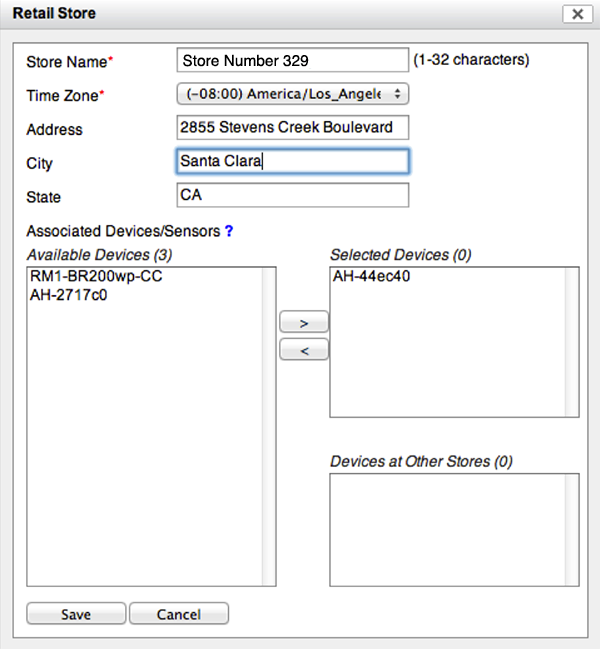 Retail Store
Store Name* Store Number 329 (1-32 characters)
Time Zone* (-08:00) America/Los_Angele
Address 2855 Stevens Creek Boulevard
City Santa Clara
State CA
Associated Devices/Sensors ?
Available Devices (3)
RM1-BR200wp-CC
AH-2717c0
>
<
Selected Devices (0)
AH-44ec40
Devices at Other Stores (0)
Save Cancel